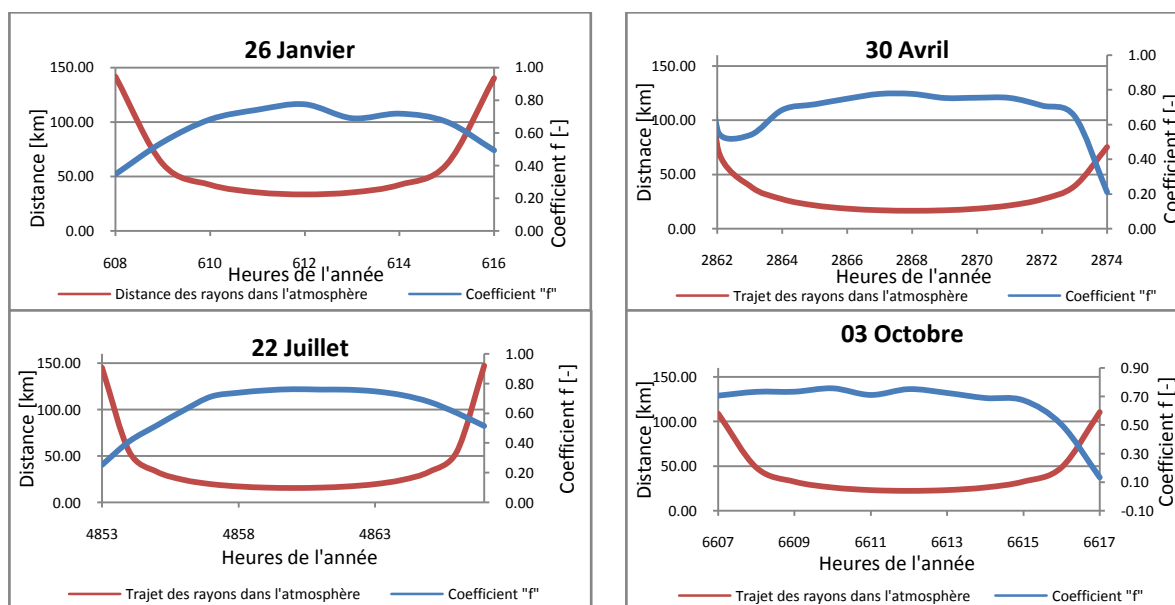 26 Janvier
Distance [km]
150.00
100.00
50.00
0.00
1.00
0.80
0.60
0.40
0.20
0.00
Coefficient f [-]
608 610 612 614 616
Heures de l'année
Distance des rayons dans l'atmosphère Coefficient "f"
30 Avril
Distnace [km]
150.00
100.00
50.00
0.00
1.00
0.80
0.60
0.40
0.20
0.00
Coefficient f [-]
2862 2864 2866 2868 2870 2872 2874
Heures de l'année
Trajet des rayons dans l'atmosphère Coefficient "f"
22 Juillet
Distance [km]
150.00
100.00
50.00
0.00
1.00
0.80
0.60
0.40
0.20
0.00
Coefficient f [-]
4853 4858 4863
Heures de l'année
Trajet des rayons dans l'atmosphère Coefficient "f"
03 Octobre
Distance [km]
150.00
100.00
50.00
0.00
0.90
0.70
0.50
0.30
0.10
-0.10
Coefficient f [-]
6607 6609 6611 6613 6615 6617
Heures de l'année
Trajet des rayons dans l'atmosphère Coefficient "f"